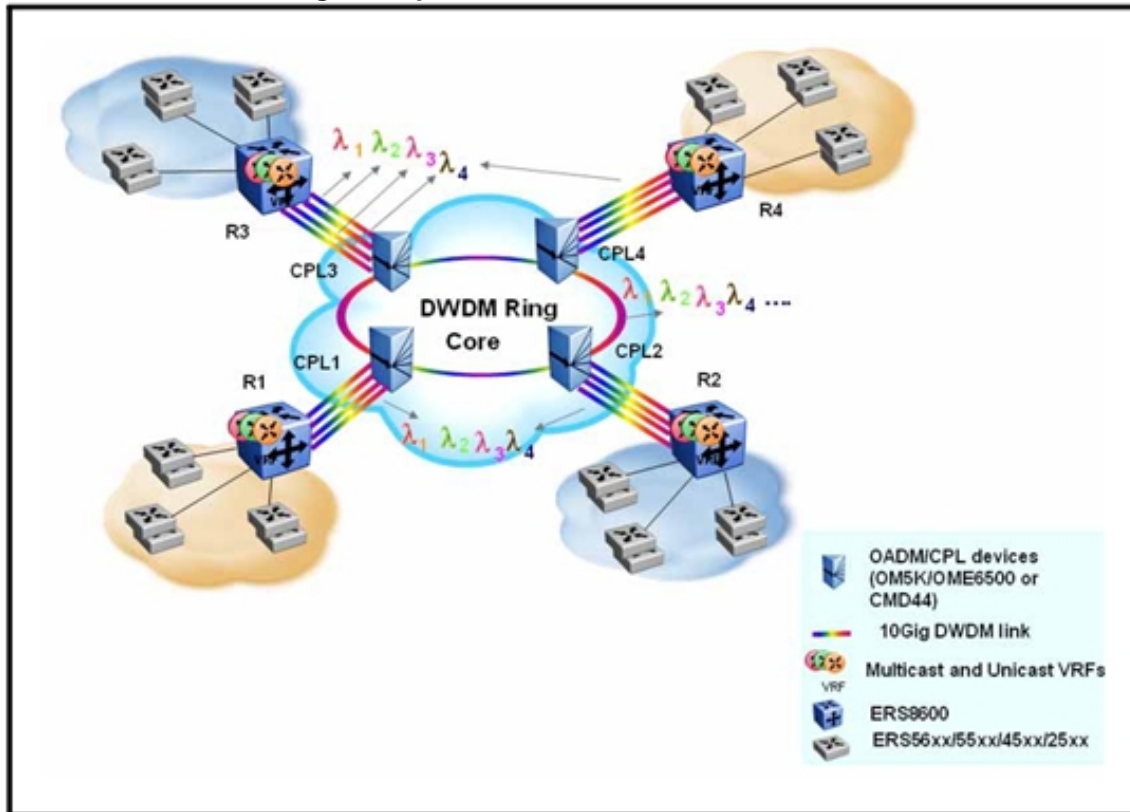 λ1 λ2 λ3 λ4
R3
R4
CPL3
CPL4
DWDM Ring
Core
λ1 λ2 λ3 λ4 ....
CPL1
CPL2
R1
R2
λ1 λ2 λ3 λ4
OADM/CPL devices
(OM5K/OME6500 or
CMD44)
10Gig DWDM link
Multicast and Unicast VRFs
VRF
ERS8600
ERS56xx/55xx/45xx/25xx